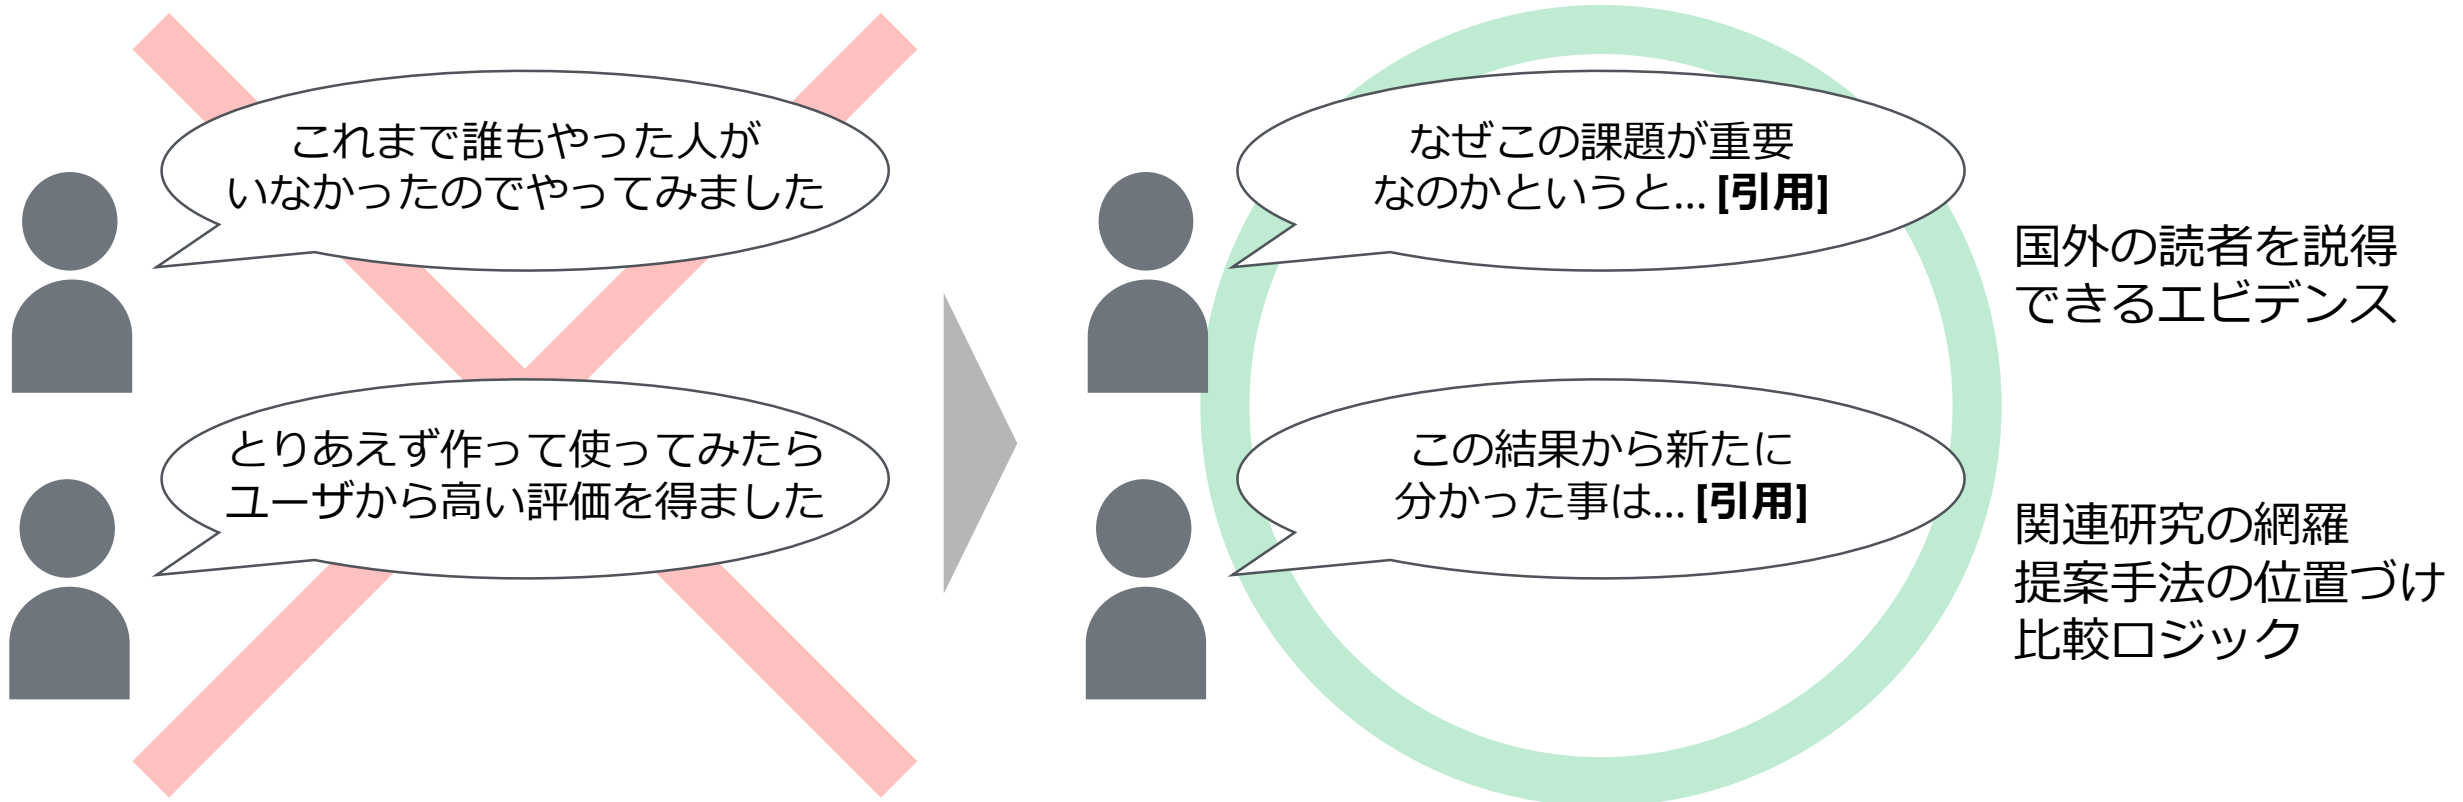 これまで誰もやった人が
いなかったのでやってみました
とりあえず作って使ってみたら
ユーザから高い評価を得ました
なぜこの課題が重要
なのかというと... [引用]
この結果から新たに
分かった事は... [引用]
国外の読者を説得
できるエビデンス
関連研究の網羅
提案手法の位置づけ
比較ロジック